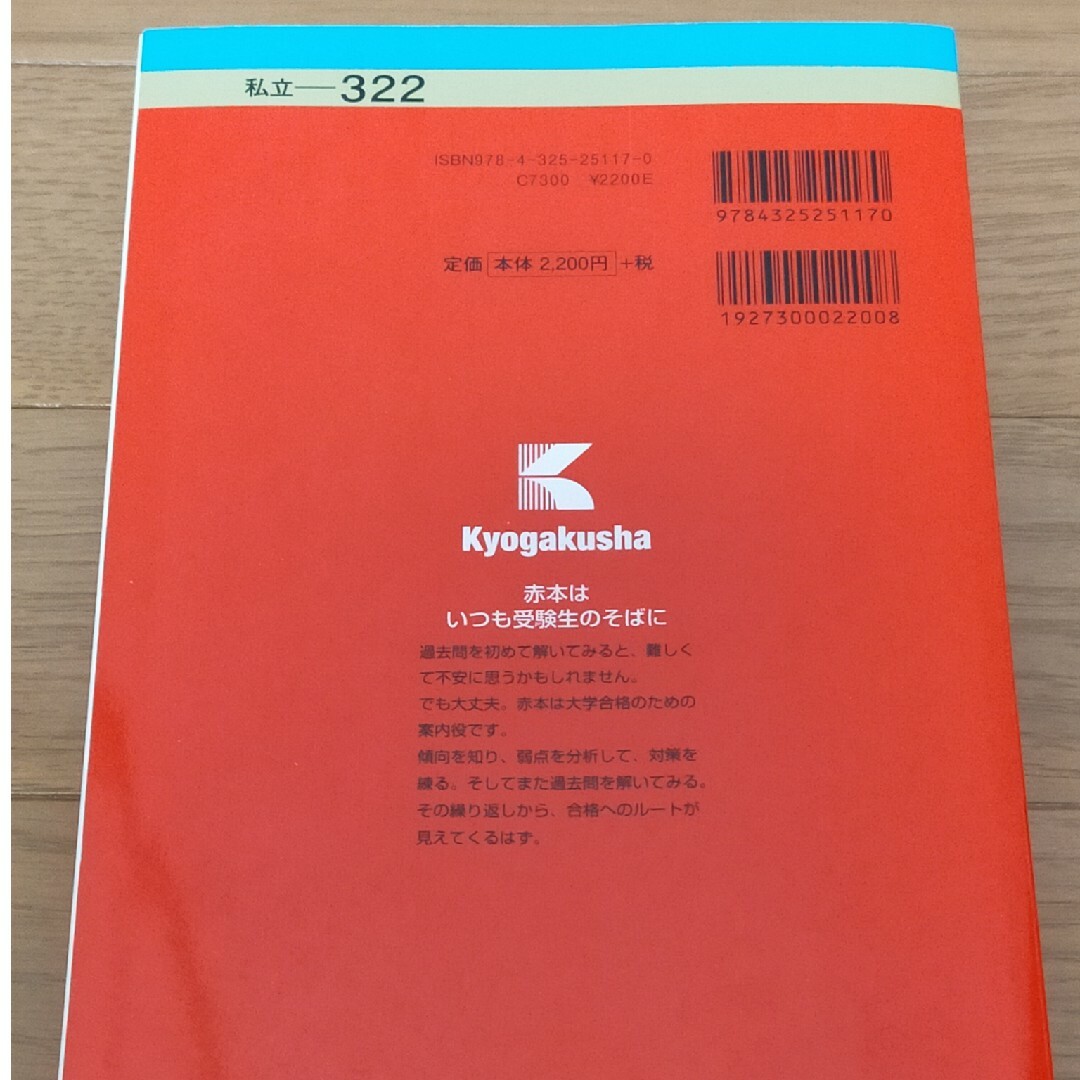 私立―322
ISBN978-4-325-25117-0
C7300 ¥2200E
9784325251170
定価 本体 2,200円 +税
1927300022008
Kyogakusha
赤本は
いつも受験生のそばに
過去問を初めて解いてみると、難しく
て不安に思うかもしれません。
でも大丈夫。赤本は大学合格のための
案内役です。
傾向を知り、弱点を分析して、対策を
練る。そしてまた過去問を解いてみる。
その繰り返しから、合格へのルートが
見えてくるはず。